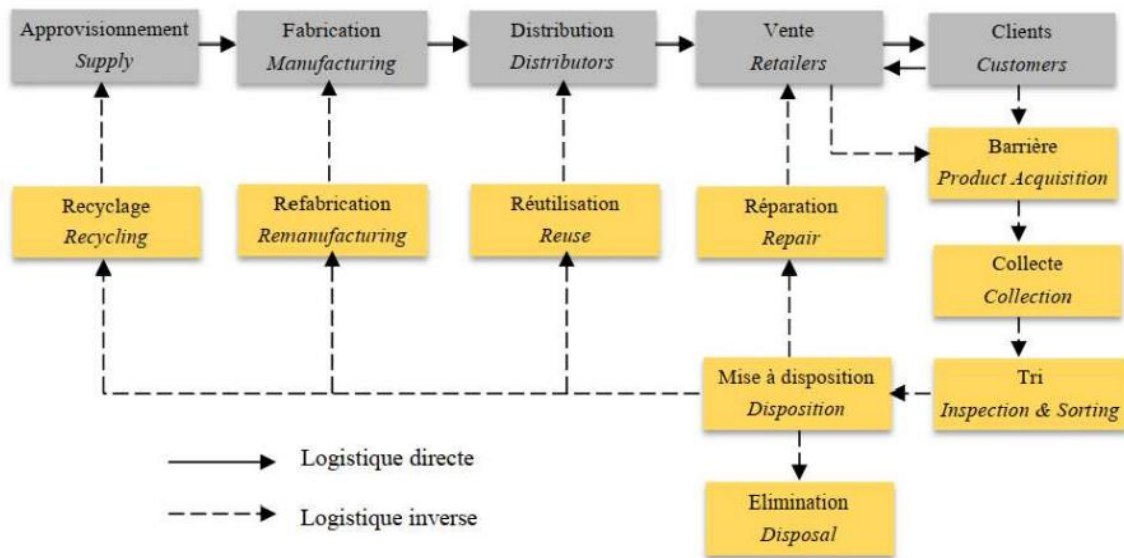 Approvisionnement
Supply
Fabrication
Manufacturing
Distribution
Distributors
Vente
Retailers
Clients
Customers
Barrière
Product Acquisition
Recyclage
Recycling
Refabrication
Remanufacturing
Réutilisation
Reuse
Réparation
Repair
Collecte
Collection
Mise à disposition
Disposition
Tri
Inspection & Sorting
Logistique directe
Logistique inverse
Elimination
Disposal